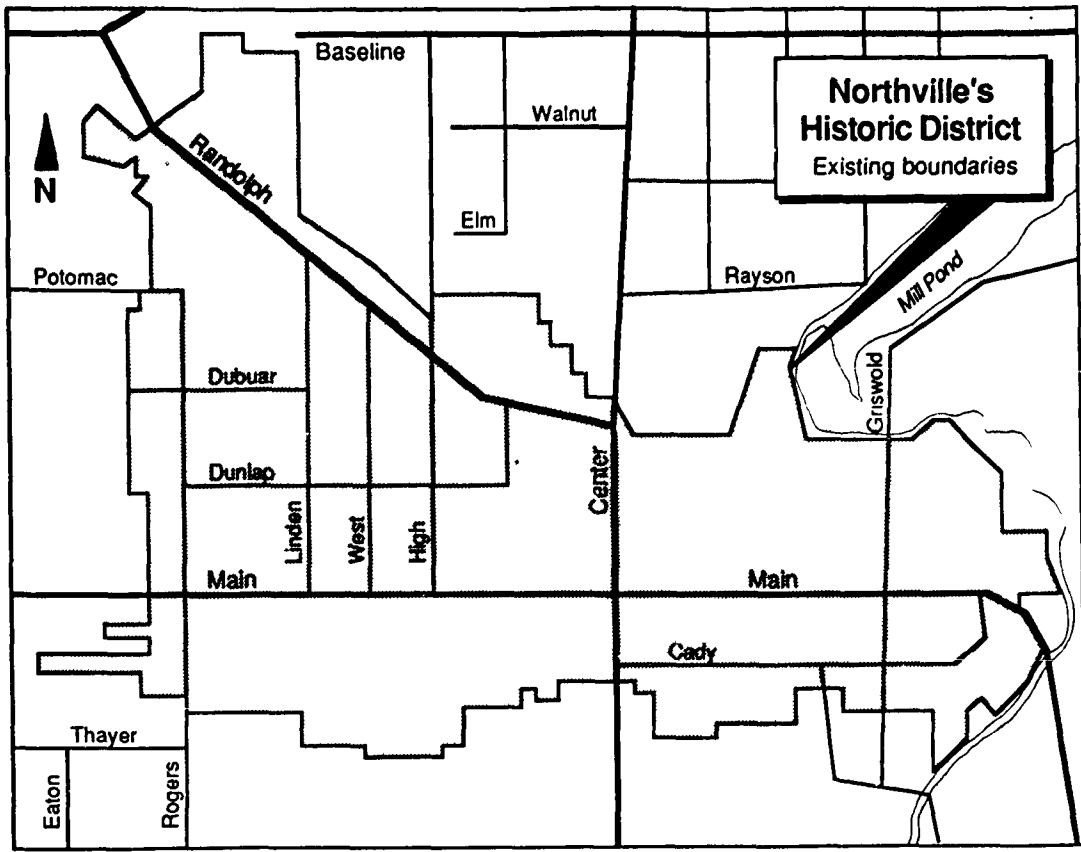 Baseline
Northville's
Historic District
Existing boundaries
Walnut
Randolph
N
Elm
Potomac
Rayson
Mill Pond
Dubuar
Griswold
Dunlap
Center
Linden
West
High
Main
Main
Cady
Thayer
Eaton
Rogers